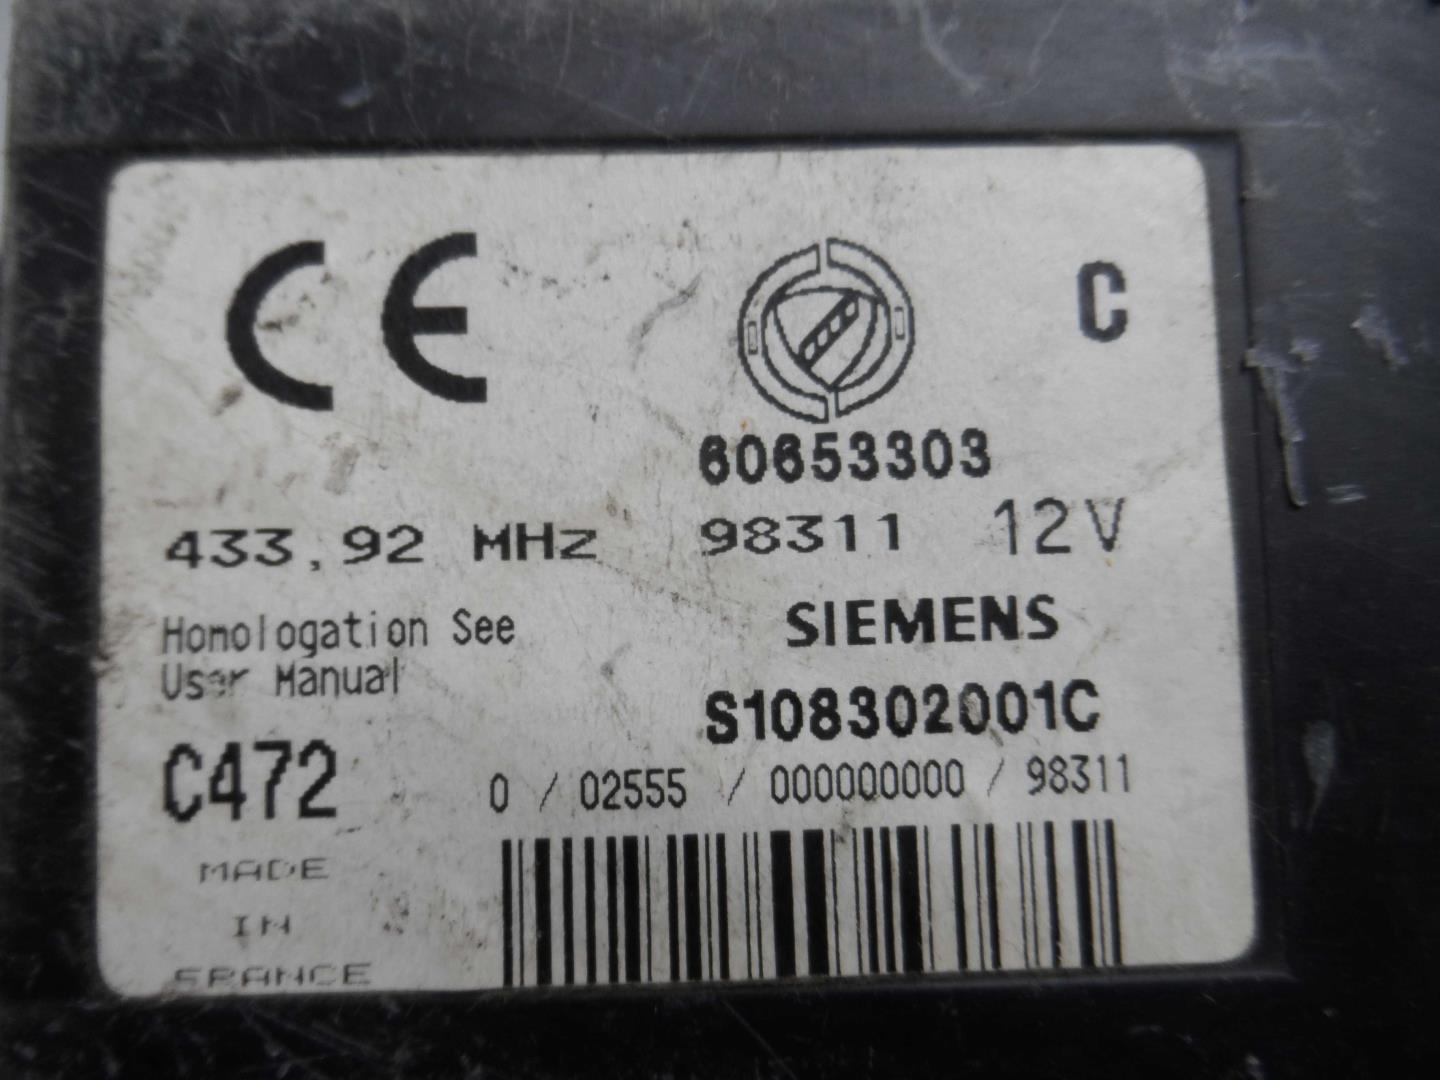 CE
C
60653303
433,92 MHz 98311 12V
Homologation See
User Manual
SIEMENS
S108302001C
C472
0 / 02555 / 000000000 / 98311
MADE
IN
FRANCE